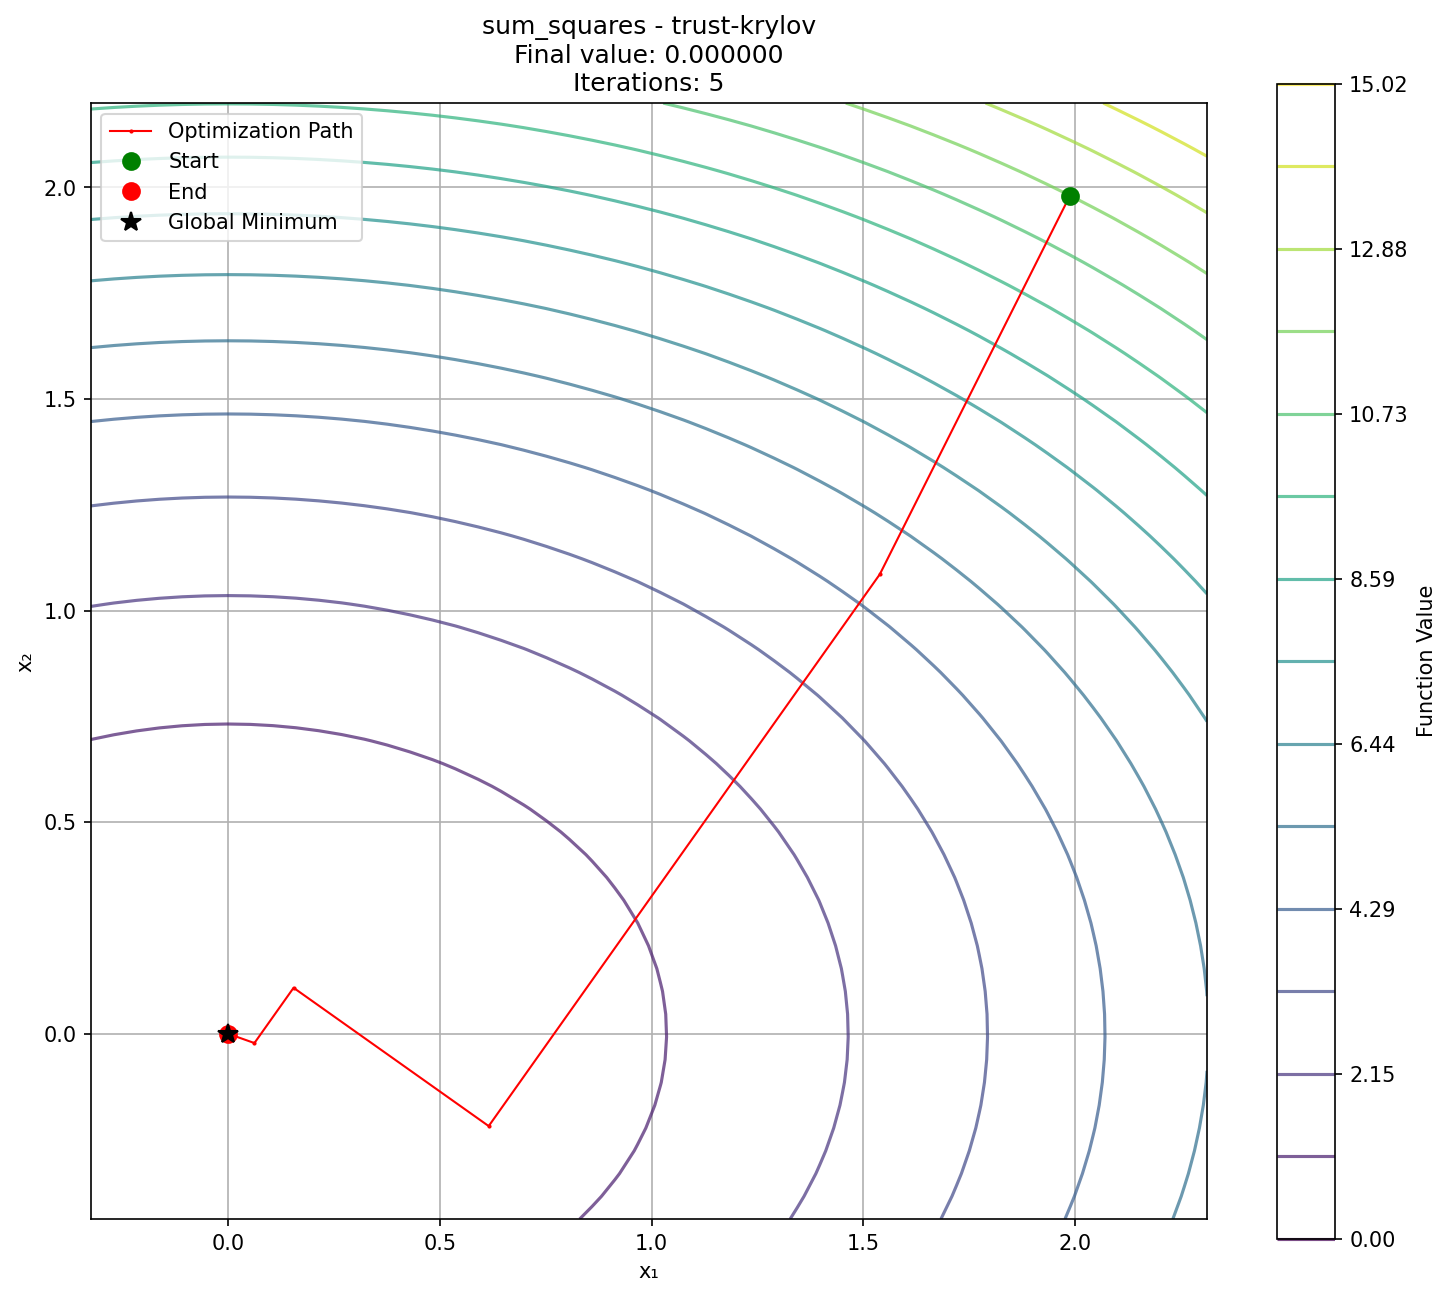 sum_squares - trust-krylov
Final value: 0.000000
Iterations: 5
Optimization Path
Start
End
Global Minimum
2.0
1.5
1.0
0.5
0.0
x₂
0.0
0.5
1.0
1.5
2.0
x₁
15.02
12.88
10.73
8.59
6.44
4.29
2.15
0.00
Function Value